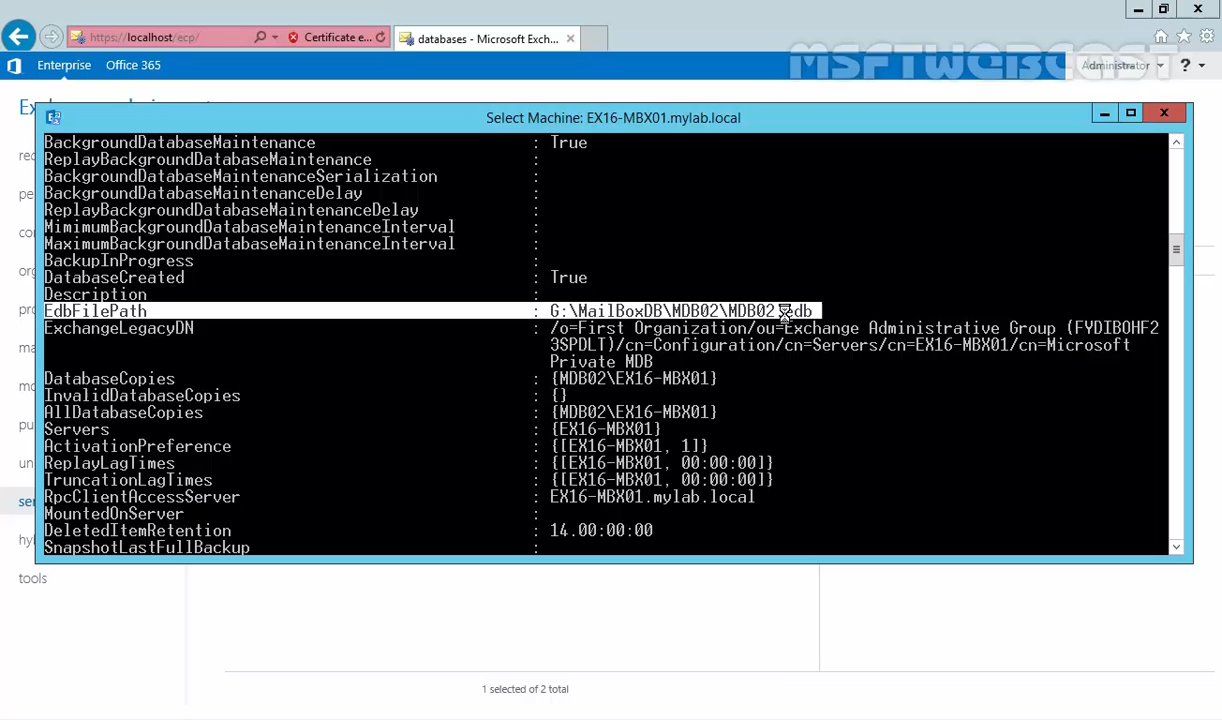 https://localhost/ecp/
Certificate e...
databases - Microsoft Exch...
Enterprise
Office 365
MSFTWEBCAST
Administrator
?
Select Machine: EX16-MBX01.mylab.local
BackgroundDatabaseMaintenance : True
ReplayBackgroundDatabaseMaintenance :
BackgroundDatabaseMaintenanceSerialization :
BackgroundDatabaseMaintenanceDelay :
ReplayBackgroundDatabaseMaintenanceDelay :
MimimumBackgroundDatabaseMaintenanceInterval :
MaximumBackgroundDatabaseMaintenanceInterval :
BackupInProgress :
DatabaseCreated : True
Description :
EdbFilePath : G:\MailBoxDB\MDB02\MDB02.edb
ExchangeLegacyDN : /o=First Organization/ou=Exchange Administrative Group (FYDIBOHF2
3SPDLT)/cn=Configuration/cn=Servers/cn=EX16-MBX01/cn=Microsoft
Private MDB
DatabaseCopies : {MDB02\EX16-MBX01}
InvalidDatabaseCopies : {}
AllDatabaseCopies : {MDB02\EX16-MBX01}
Servers : {EX16-MBX01}
ActivationPreference : {[EX16-MBX01, 1]}
ReplayLagTimes : {[EX16-MBX01, 00:00:00]}
TruncationLagTimes : {[EX16-MBX01, 00:00:00]}
RpcClientAccessServer : EX16-MBX01.mylab.local
MountedOnServer :
DeletedItemRetention : 14.00:00:00
SnapshotLastFullBackup :
tools
1 selected of 2 total